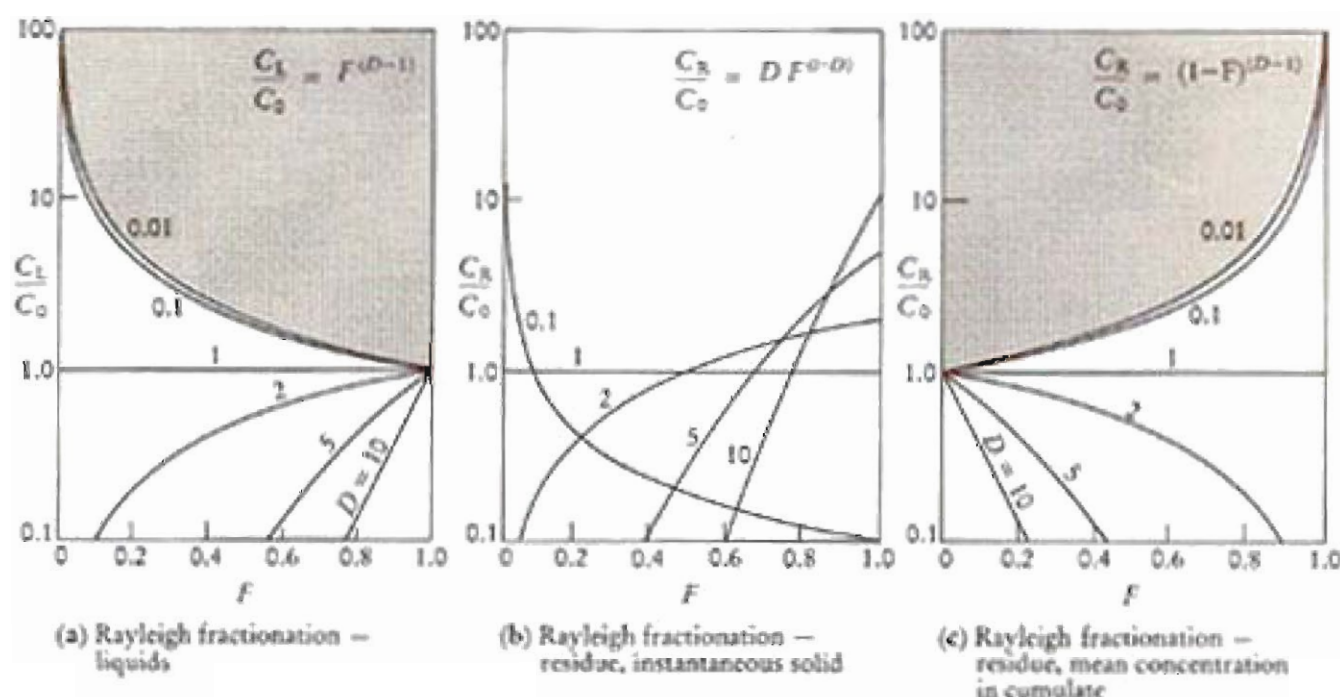 100
C_L/C_0 = F^(D-1)
10
C_L/C_0
0.01
0.1
1
1.0
2
5
D = 10
0.1
0 0.2 0.4 0.6 0.8 1.0
F
(a) Rayleigh fractionation —
liquids
100
C_R/C_0 = D F^(D-D)
10
C_R/C_0
0.1
1
1.0
2
5
10
0.1
0 0.2 0.4 0.6 0.8 1.0
F
(b) Rayleigh fractionation —
residue, instantaneous solid
100
C_R/C_0 = (1-F)^(D-1)
10
C_R/C_0
0.01
0.1
1
1.0
2
5
D = 10
0.1
0 0.2 0.4 0.6 0.8 1.0
F
(c) Rayleigh fractionation —
residue, mean concentration
in cumulate